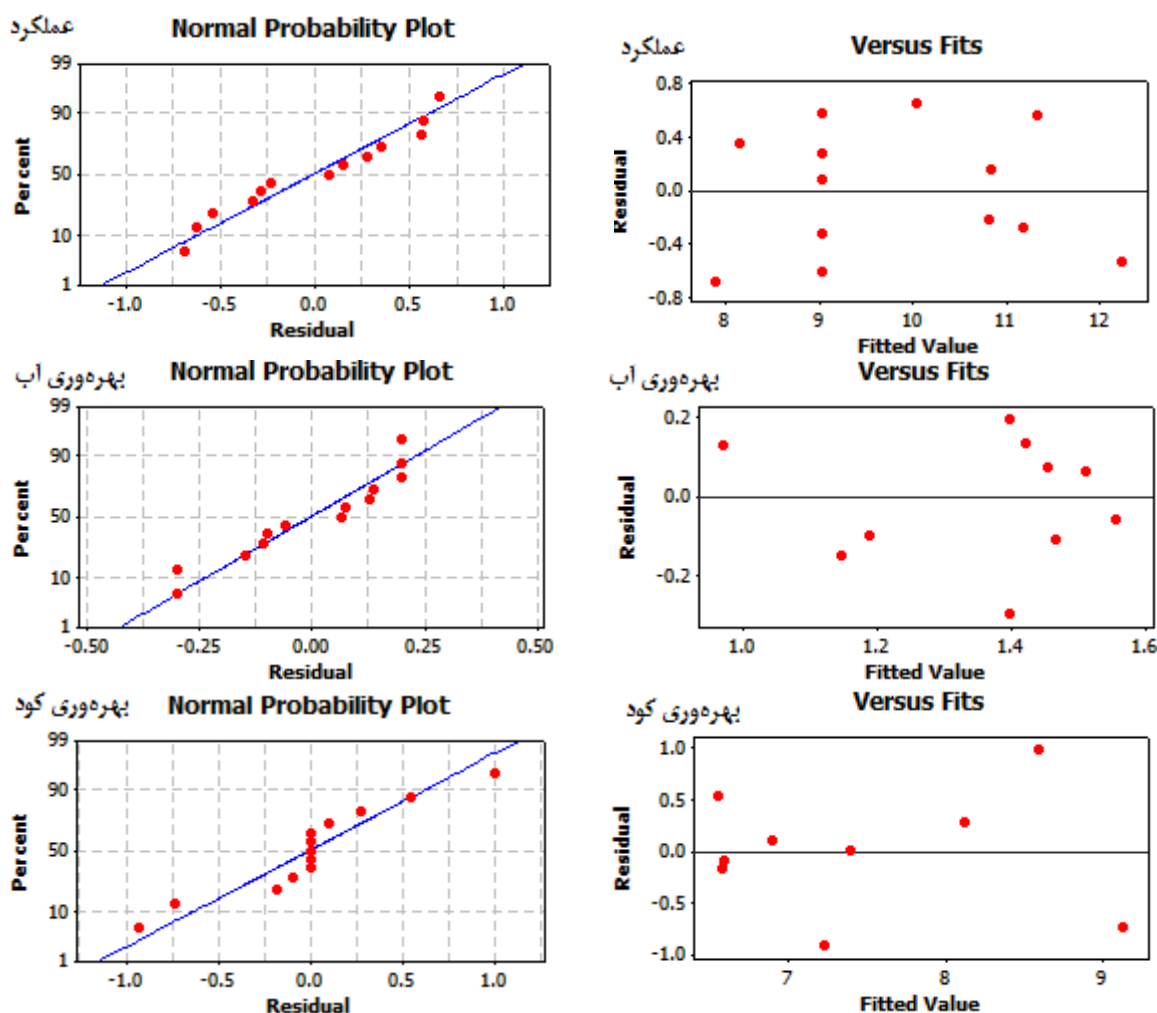 عملکرد
Normal Probability Plot
99
90
50
10
1
Percent
-1.0 -0.5 0.0 0.5 1.0
Residual
عملکرد
Versus Fits
0.8
0.4
0.0
-0.4
-0.8
Residual
8 9 10 11 12
Fitted Value
بهره‌وری اب
Normal Probability Plot
99
90
50
10
1
Percent
-0.50 -0.25 0.00 0.25 0.50
Residual
بهره‌وری اب
Versus Fits
0.2
0.0
-0.2
Residual
1.0 1.2 1.4 1.6
Fitted Value
بهره‌وری کود
Normal Probability Plot
99
90
50
10
1
Percent
-1.0 -0.5 0.0 0.5 1.0
Residual
بهره‌وری کود
Versus Fits
1.0
0.5
0.0
-0.5
-1.0
Residual
7 8 9
Fitted Value